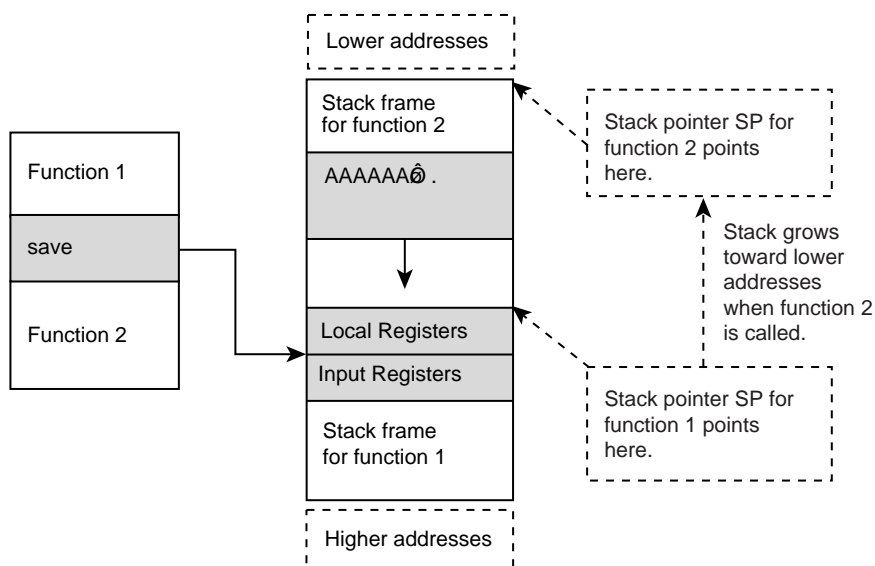 Lower addresses
Stack frame
for function 2
AAAAAA
Function 1
save
Function 2
Local Registers
Input Registers
Stack frame
for function 1
Higher addresses
Stack pointer SP for
function 2 points
here.
Stack grows
toward lower
addresses
when function 2
is called.
Stack pointer SP for
function 1 points
here.